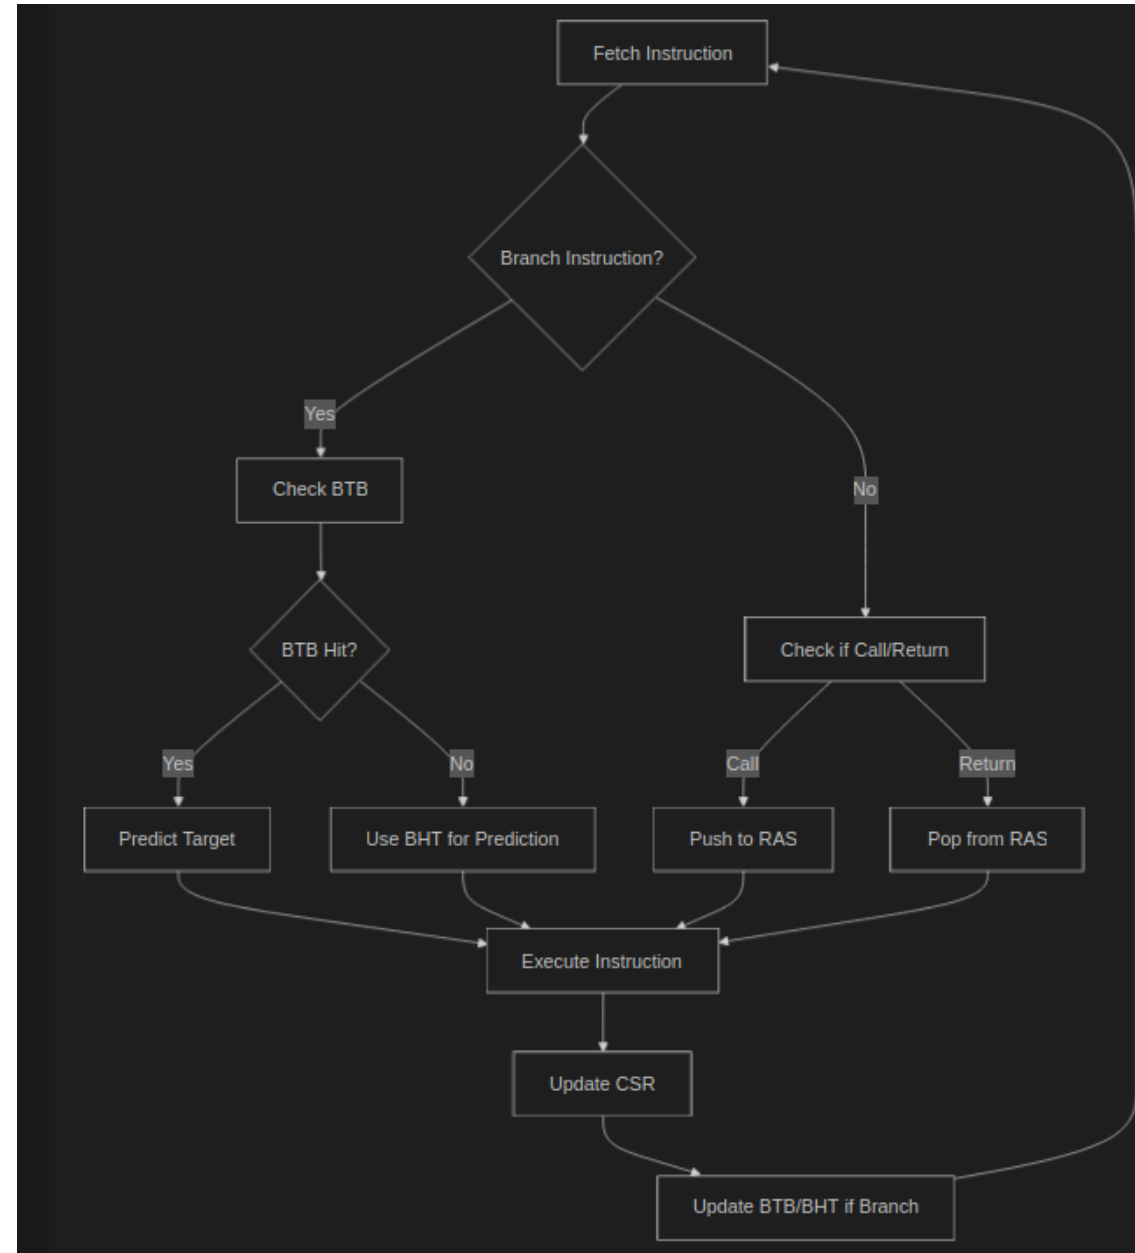 Fetch Instruction
Branch Instruction?
Yes
Check BTB
No
BTB Hit?
Check if Call/Return
Yes
No
Call
Return
Predict Target
Use BHT for Prediction
Push to RAS
Pop from RAS
Execute Instruction
Update CSR
Update BTB/BHT if Branch